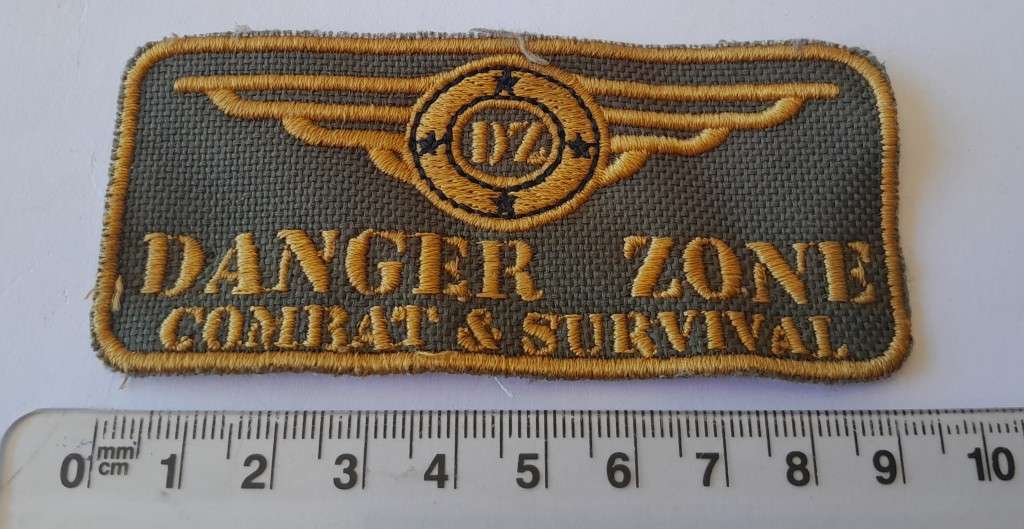 DZ
DANGER ZONE
COMBAT & SURVIVAL
mm
0 cm 1 2 3 4 5 6 7 8 9 10